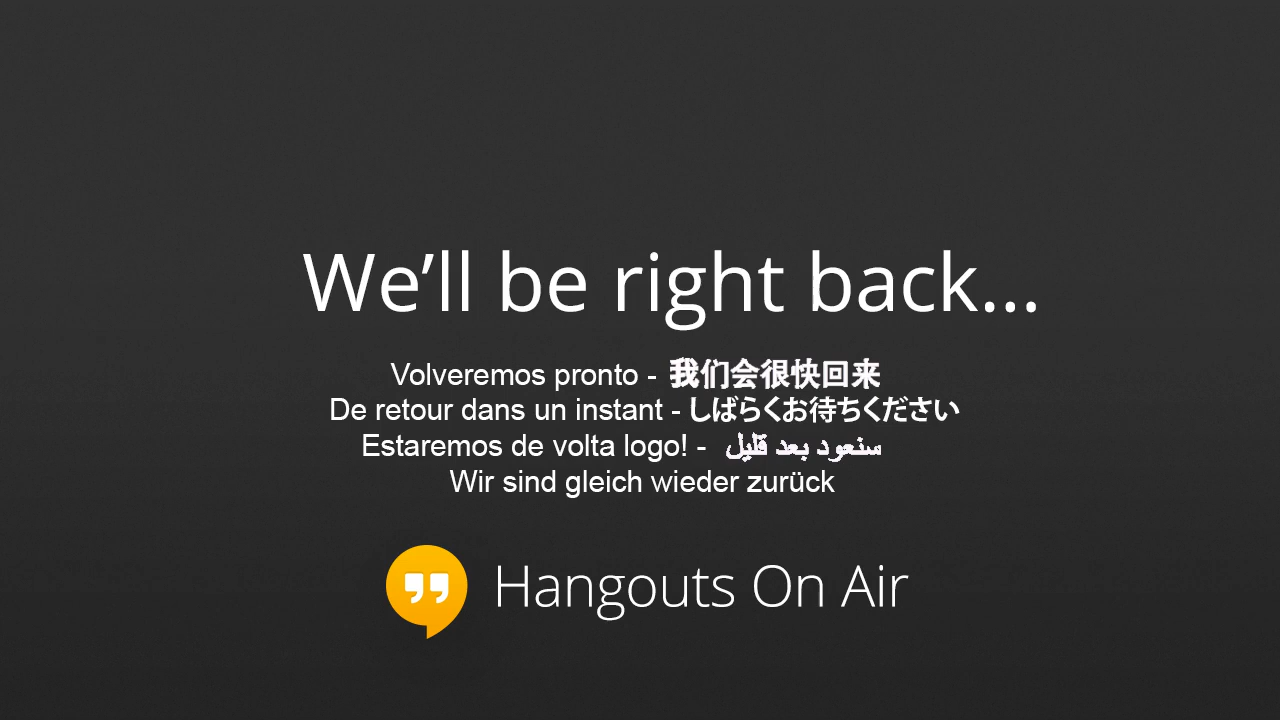 We’ll be right back...
Volveremos pronto - 我们会很快回来
De retour dans un instant - しばらくお待ちください
Estaremos de volta logo! - سنعود بعد قليل
Wir sind gleich wieder zurück
Hangouts On Air